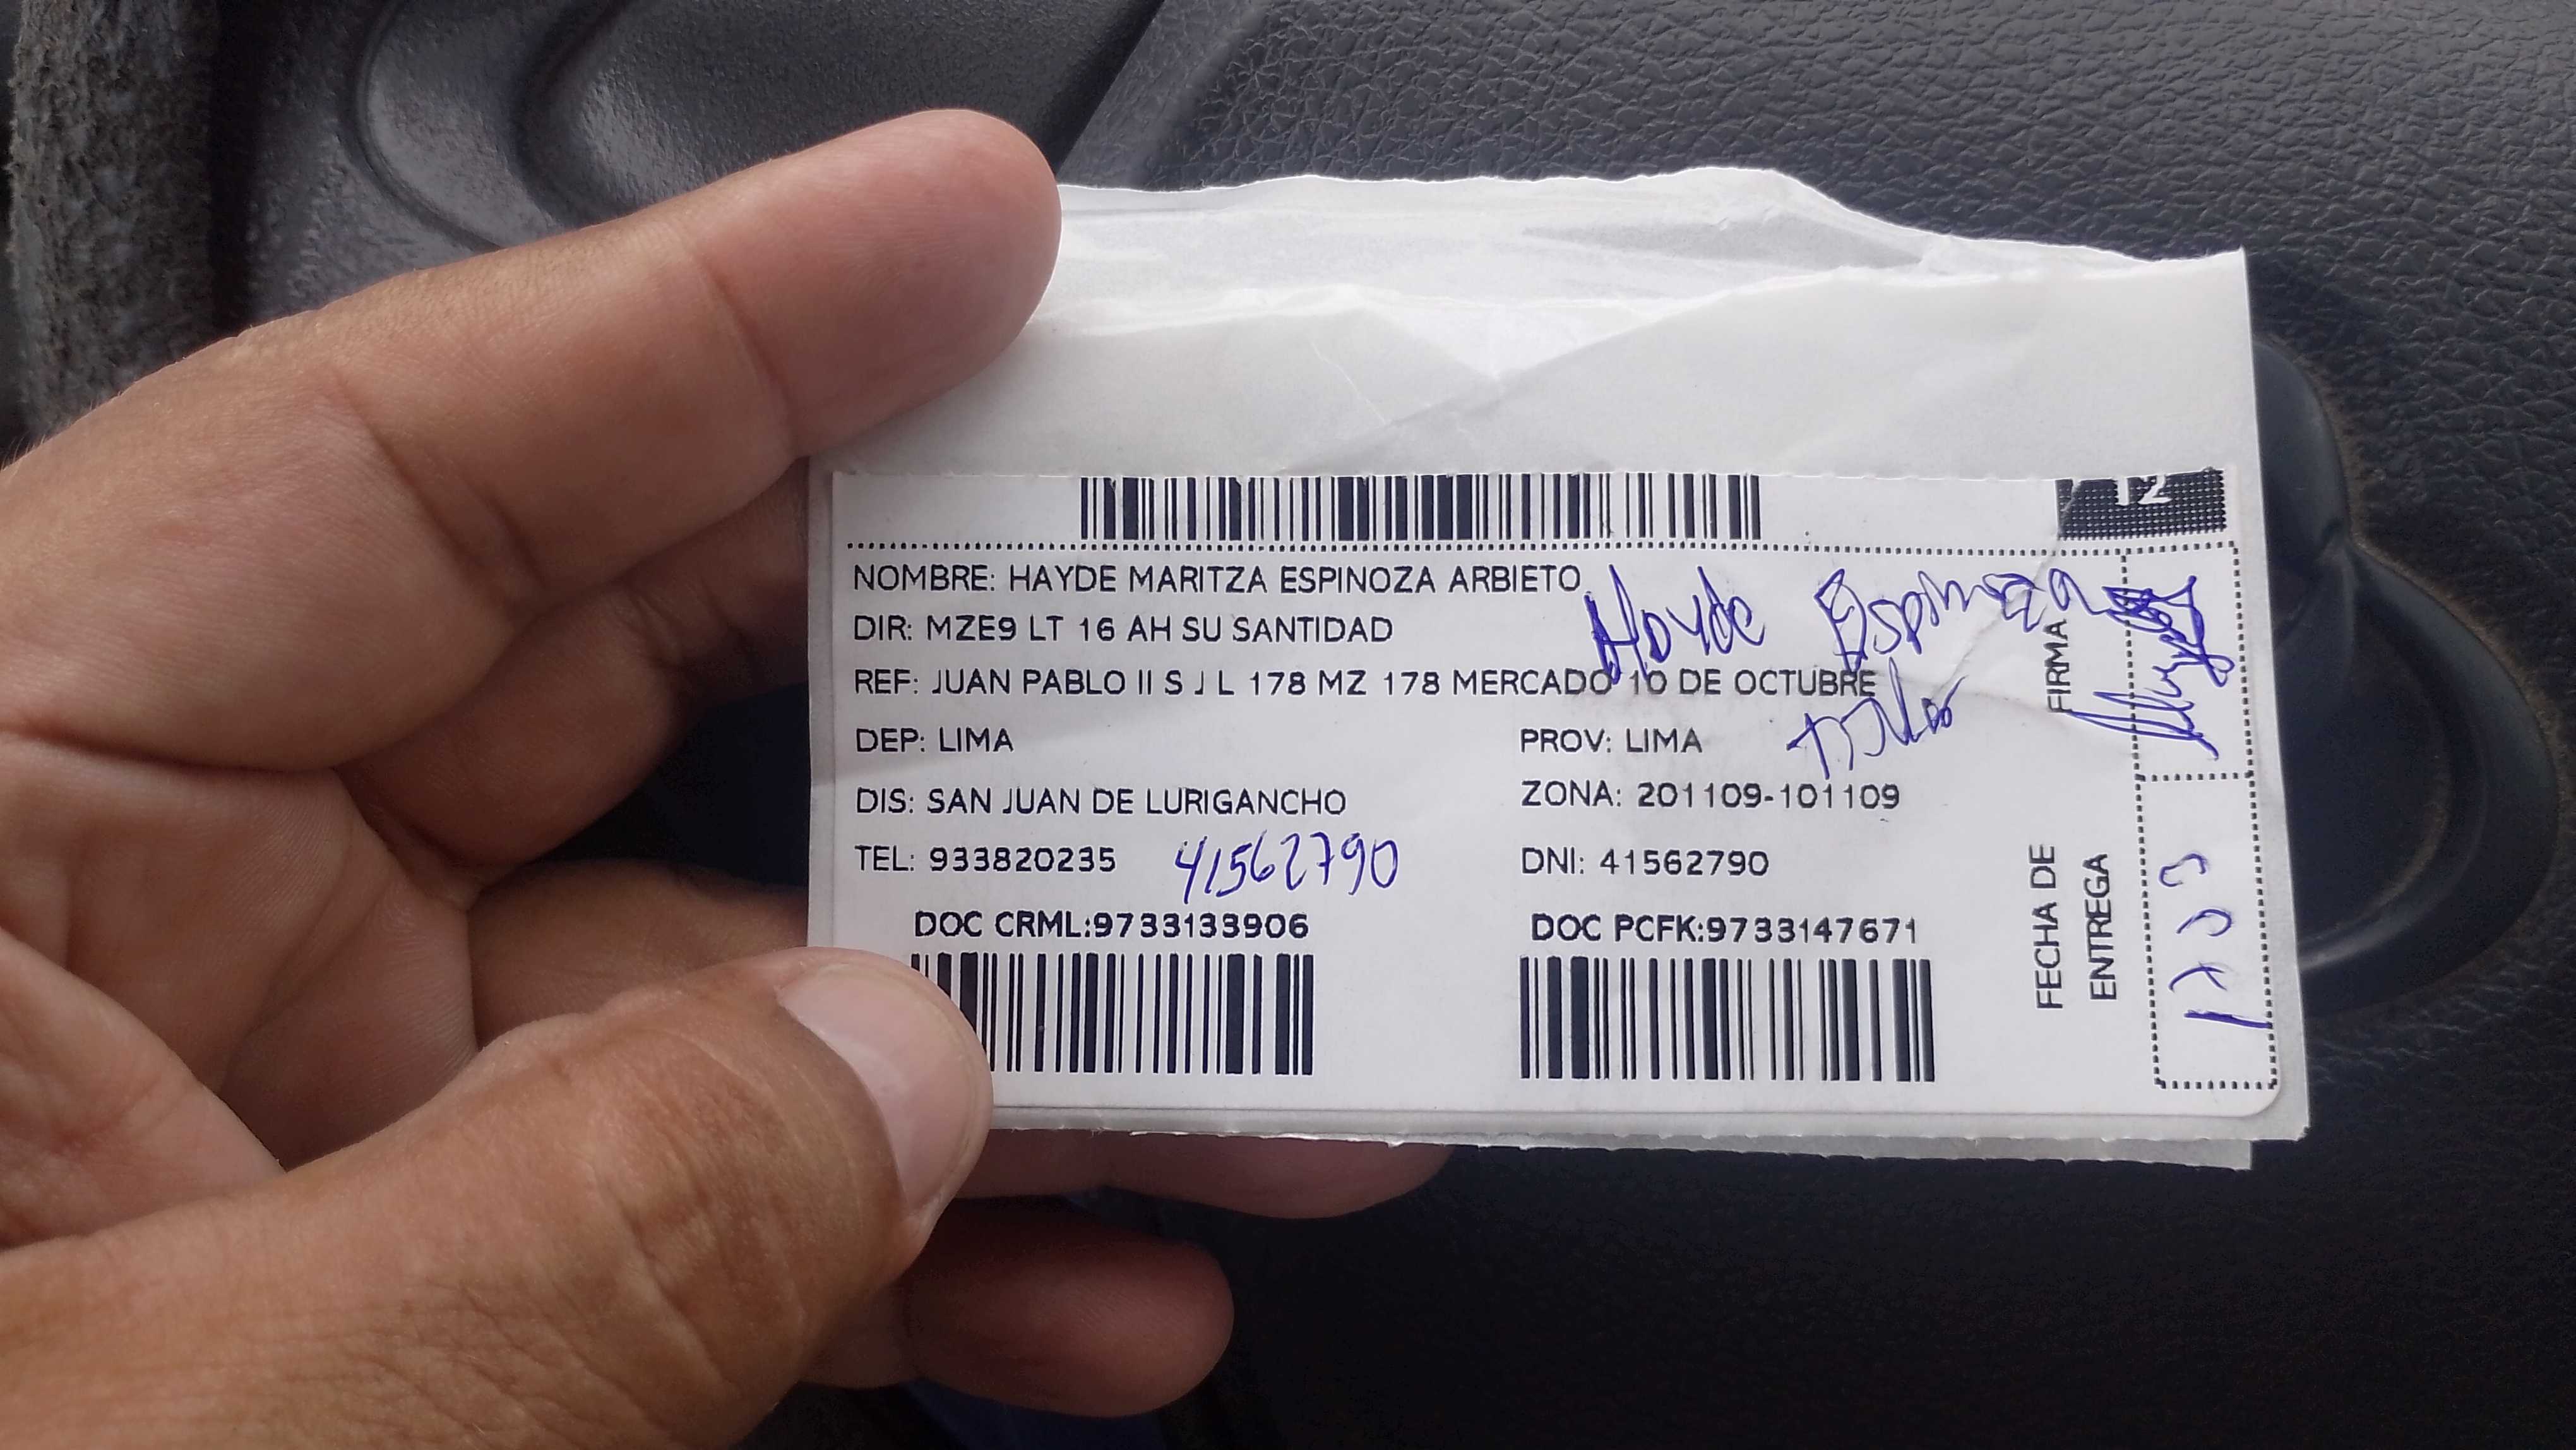 12
NOMBRE: HAYDE MARITZA ESPINOZA ARBIETO
Hayde Espinoza
DIR: MZE9 LT 16 AH SU SANTIDAD
REF: JUAN PABLO II S J L 178 MZ 178 MERCADO 10 DE OCTUBRE
FIRMA
DEP: LIMA PROV: LIMA
DIS: SAN JUAN DE LURIGANCHO ZONA: 201109-101109
TEL: 933820235 41562790 DNI: 41562790
DOC CRML:9733133906 DOC PCFK:9733147671
FECHA DE
ENTREGA